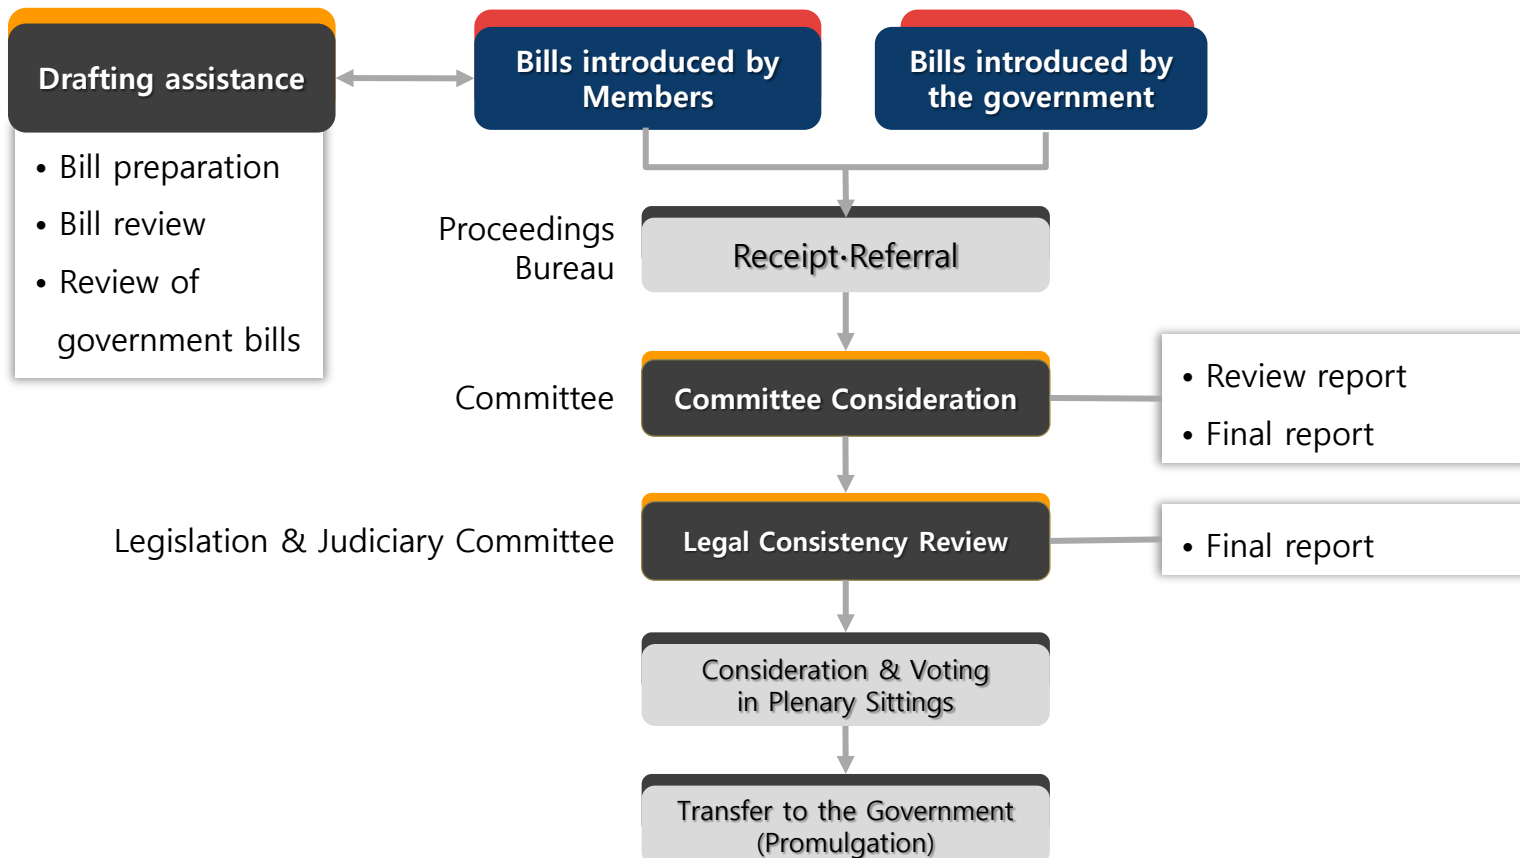 Drafting assistance
• Bill preparation
• Bill review
• Review of
government bills
Bills introduced by
Members
Bills introduced by
the government
Proceedings
Bureau
Receipt·Referral
Committee
Committee Consideration
• Review report
• Final report
Legislation & Judiciary Committee
Legal Consistency Review
• Final report
Consideration & Voting
in Plenary Sittings
Transfer to the Government
(Promulgation)